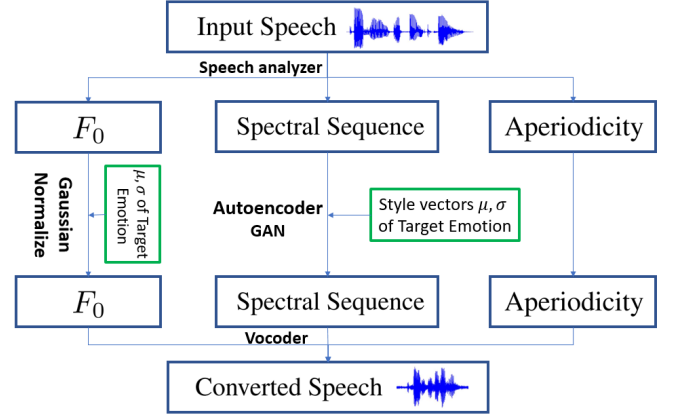 Input Speech
Speech analyzer
F₀
Spectral Sequence
Aperiodicity
Gaussian
Normalize
μ, σ of Target
Emotion
Autoencoder
GAN
Style vectors μ, σ
of Target Emotion
F₀
Spectral Sequence
Aperiodicity
Vocoder
Converted Speech